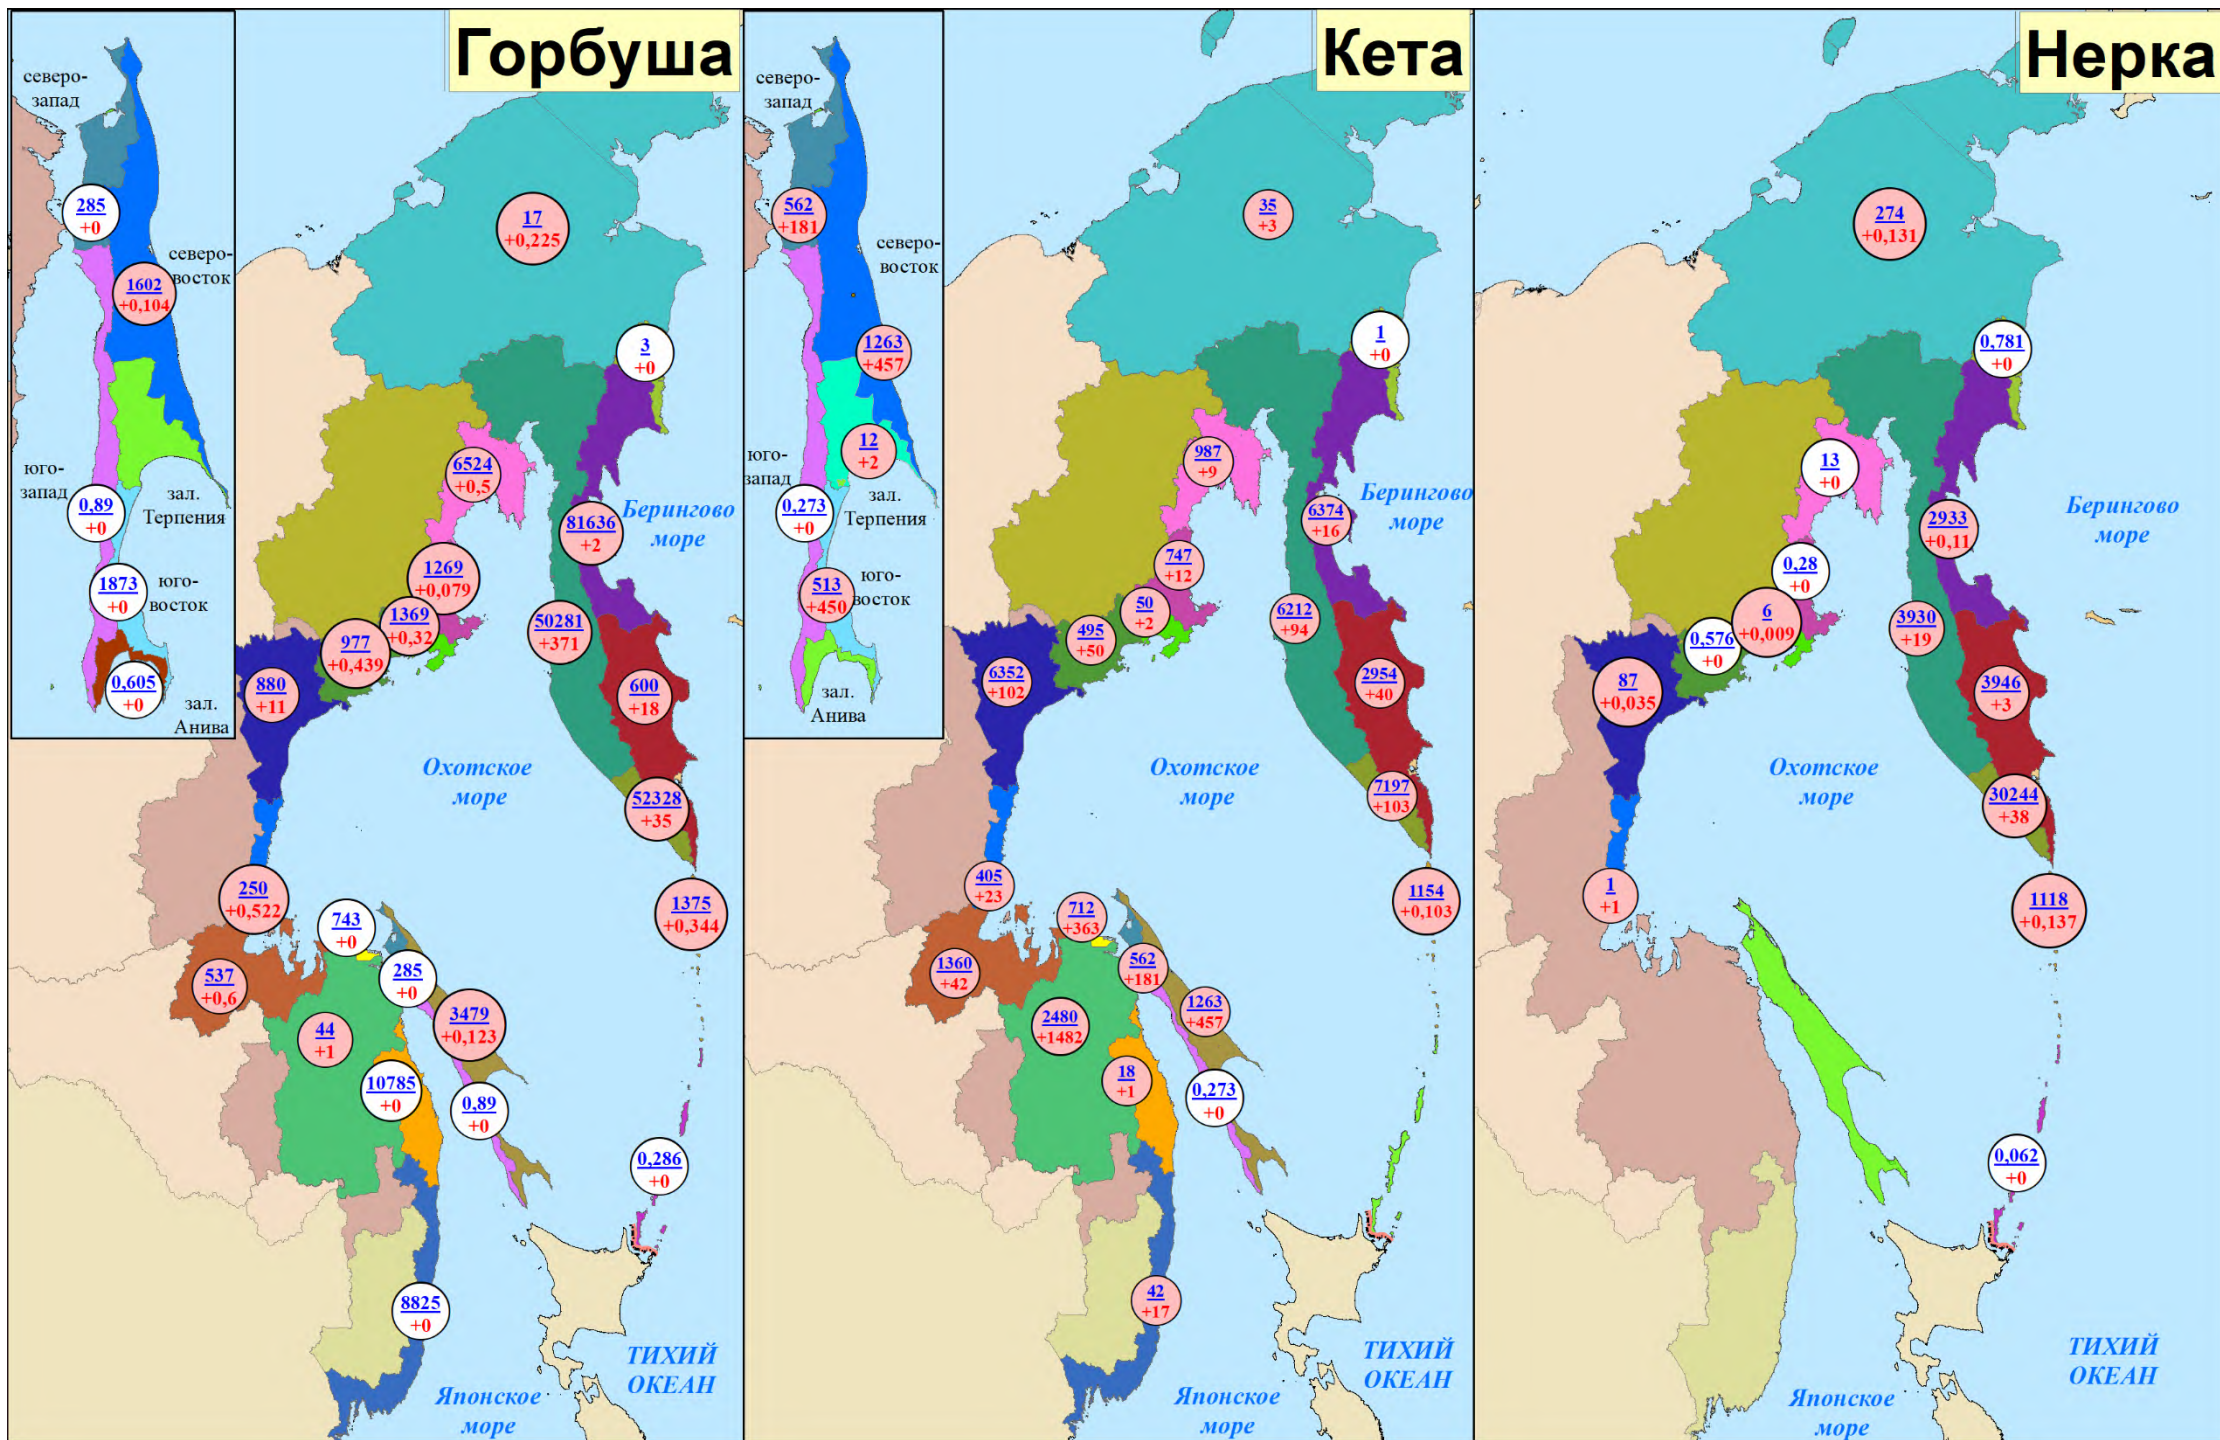 Горбуша
северо-
запад
285
+0
северо-
восток
1602
+0,104
юго-
запад
0,89
+0
зал.
Терпения
1873
+0
юго-
восток
0,605
+0
зал.
Анива
17
+0,225
3
+0
6524
+0,5
81636
+2
Берингово
море
1269
+0,079
1369
+0,32
977
+0,439
50281
+371
880
+11
600
+18
Охотское
море
52328
+35
250
+0,522
743
+0
1375
+0,344
537
+0,6
285
+0
44
+1
3479
+0,123
10785
+0
0,89
+0
0,286
+0
8825
+0
ТИХИЙ
ОКЕАН
Японское
море
Кета
северо-
запад
562
+181
северо-
восток
1263
+457
12
+2
юго-
запад
0,273
+0
зал.
Терпения
513
+450
юго-
восток
зал.
Анива
35
+3
1
+0
987
+9
6374
+16
Берингово
море
747
+12
50
+2
495
+50
6212
+94
6352
+102
2954
+40
Охотское
море
7197
+103
405
+23
712
+363
1154
+0,103
1360
+42
562
+181
2480
+1482
1263
+457
18
+1
0,273
+0
42
+17
ТИХИЙ
ОКЕАН
Японское
море
Нерка
274
+0,131
0,781
+0
13
+0
2933
+0,11
Берингово
море
0,28
+0
6
+0,009
0,576
+0
3930
+19
87
+0,035
3946
+3
Охотское
море
30244
+38
1
+1
1118
+0,137
0,062
+0
ТИХИЙ
ОКЕАН
Японское
море